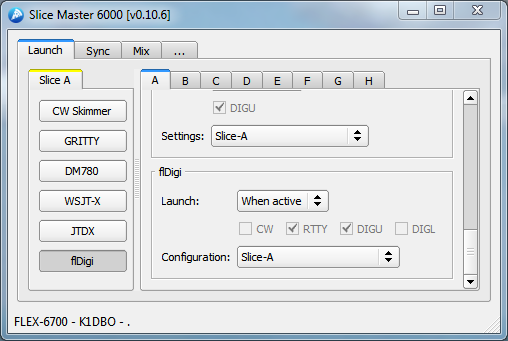 Slice Master 6000 [v0.10.6]
Launch Sync Mix ...
Slice A
A B C D E F G H
CW Skimmer
GRITTY
DM780
WSJT-X
JTDX
flDigi
DIGU
Settings: Slice-A
flDigi
Launch: When active
CW RTTY DIGU DIGL
Configuration: Slice-A
FLEX-6700 - K1DBO - .